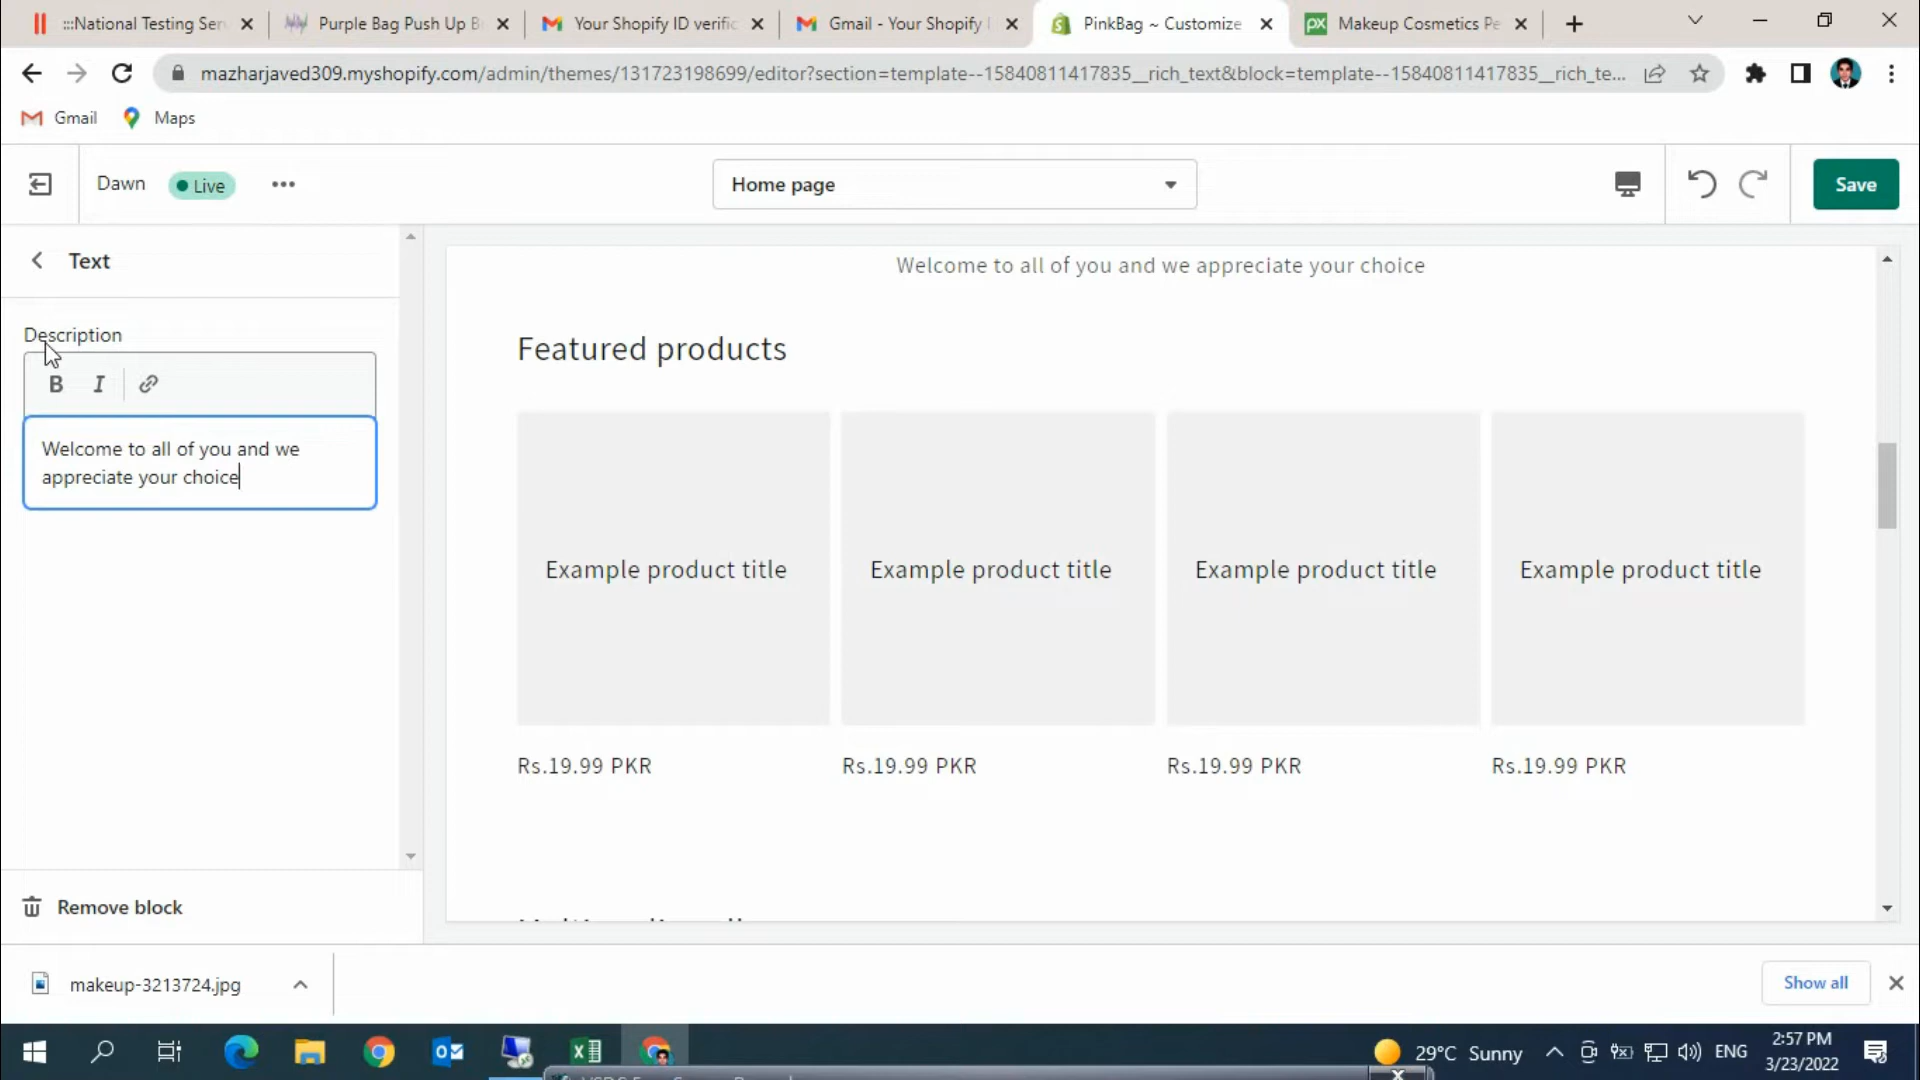 :::National Testing Serv
Purple Bag Push Up B
Your Shopify ID verific
Gmail - Your Shopify I
PinkBag ~ Customize
px
Makeup Cosmetics Pe
mazharjaved309.myshopify.com/admin/themes/131723198699/editor?section=template--15840811417835__rich_text&block=template--15840811417835__rich_te...
Gmail
Maps
Dawn
Live
Home page
Save
Text
Description
B I
Welcome to all of you and we
appreciate your choice
Remove block
Welcome to all of you and we appreciate your choice
Featured products
Example product title
Example product title
Example product title
Example product title
Rs.19.99 PKR
Rs.19.99 PKR
Rs.19.99 PKR
Rs.19.99 PKR
makeup-3213724.jpg
Show all
29°C Sunny
ENG
2:57 PM
3/23/2022